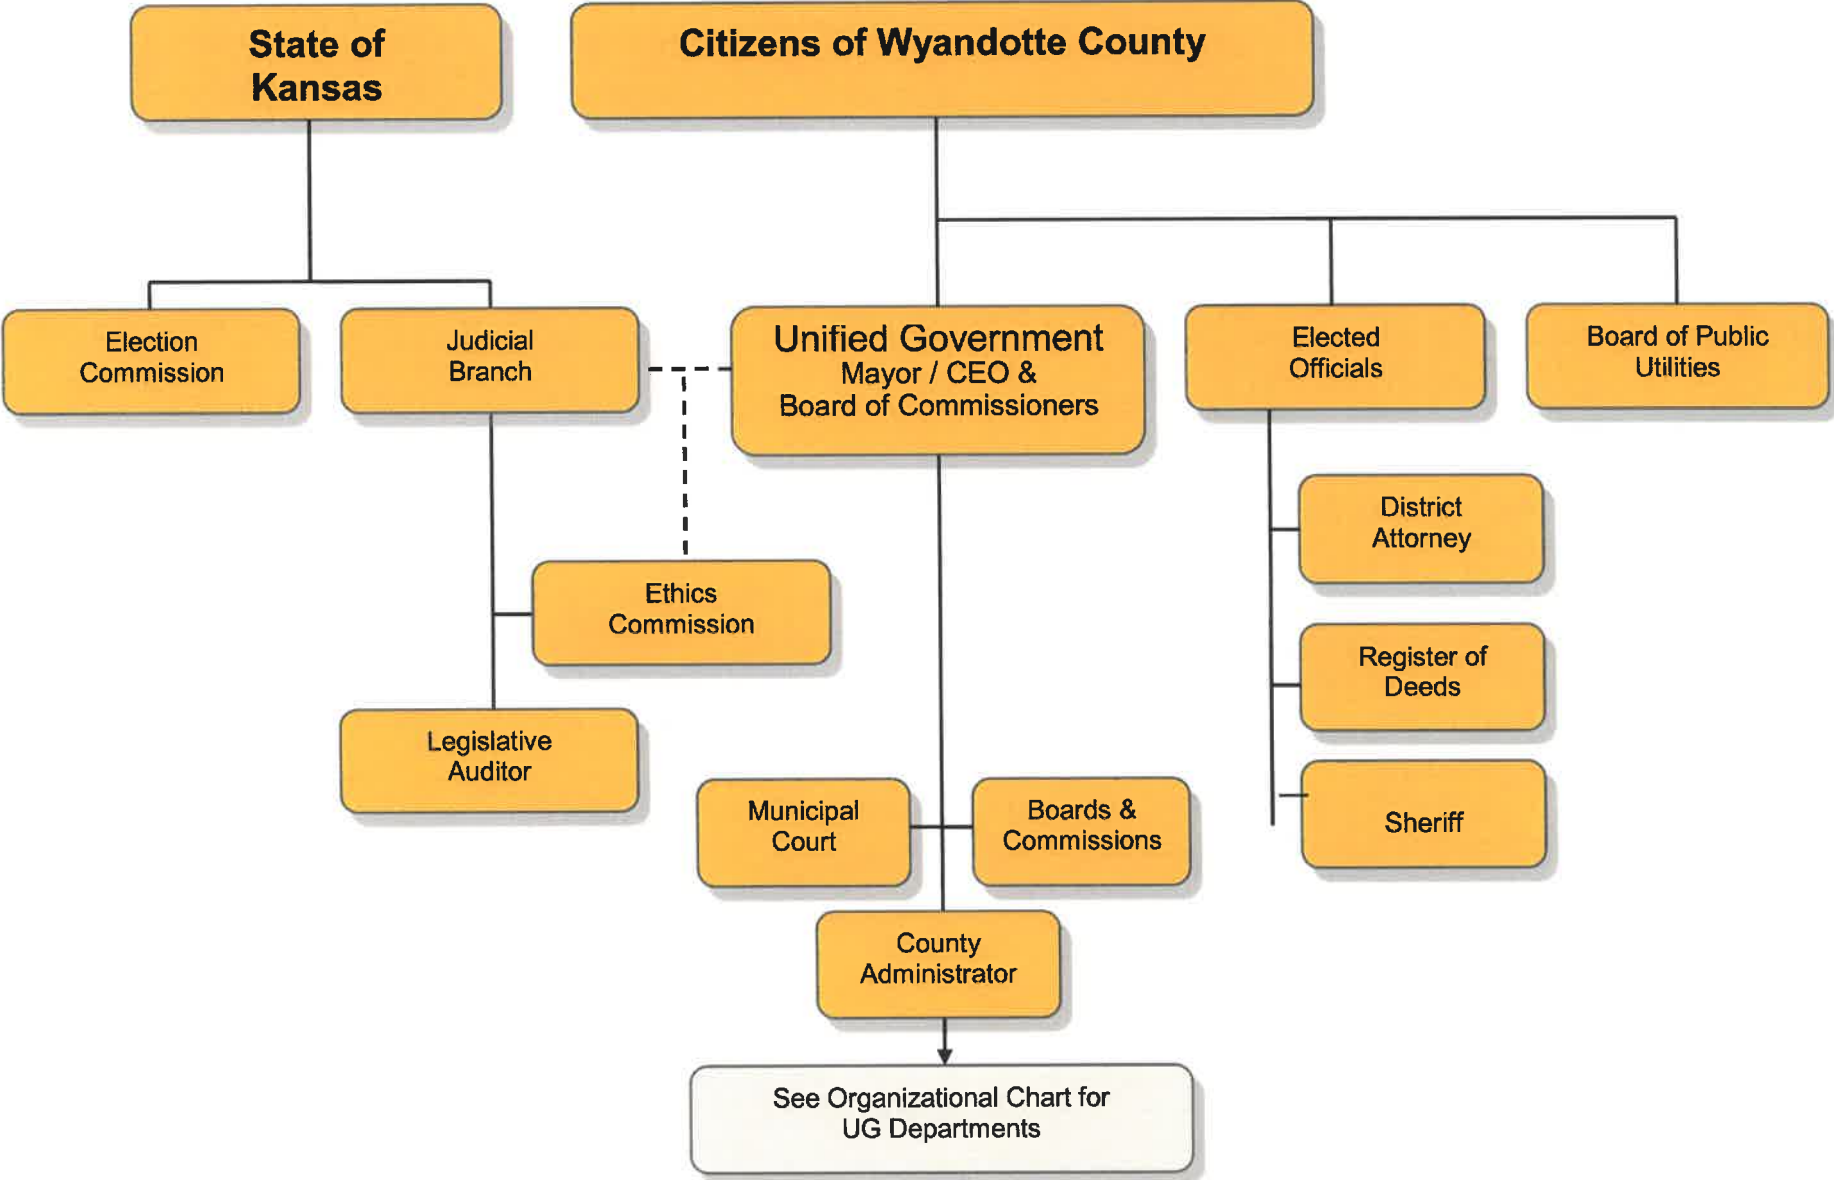 State of
Kansas
Citizens of Wyandotte County
Election
Commission
Judicial
Branch
Unified Government
Mayor / CEO &
Board of Commissioners
Elected
Officials
Board of Public
Utilities
District
Attorney
Ethics
Commission
Register of
Deeds
Legislative
Auditor
Municipal
Court
Boards &
Commissions
Sheriff
County
Administrator
See Organizational Chart for
UG Departments